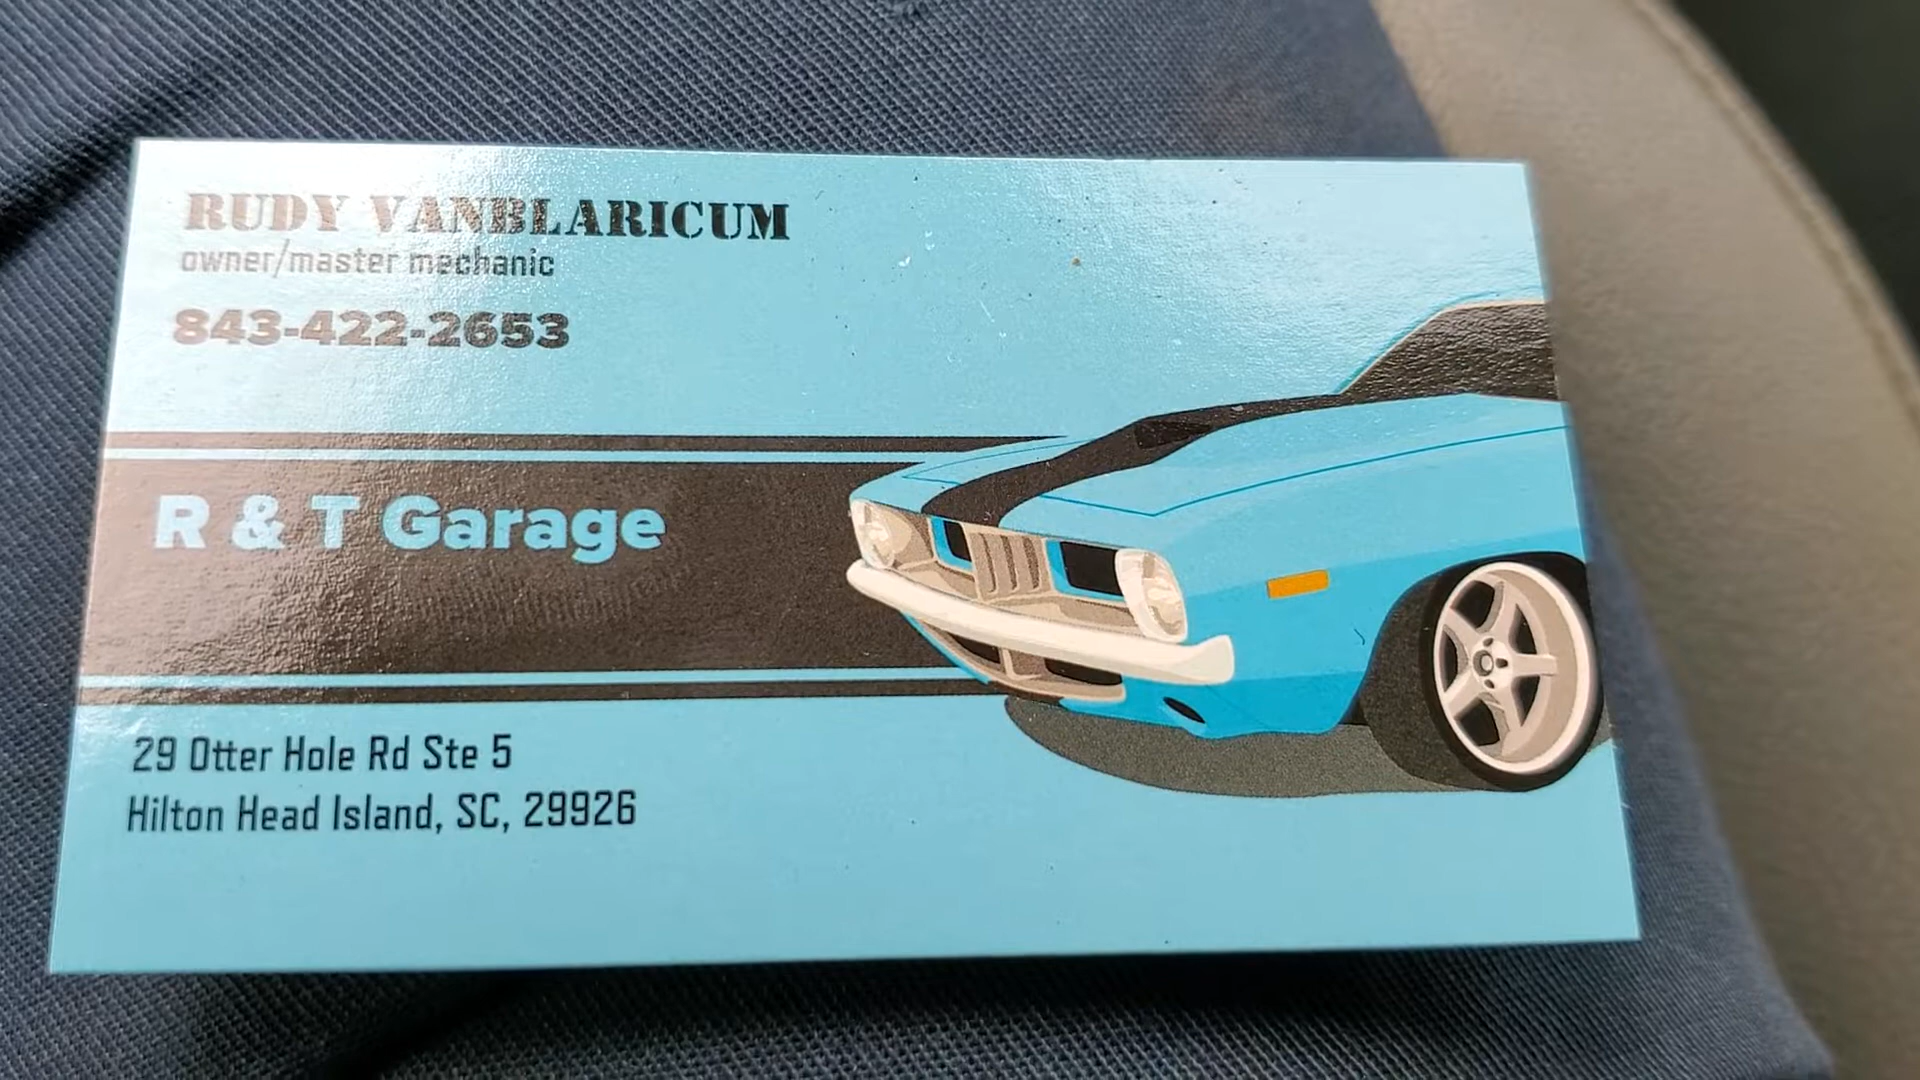 RUDY VANBLARICUM
owner/master mechanic
843-422-2653
R & T Garage
29 Otter Hole Rd Ste 5
Hilton Head Island, SC, 29926